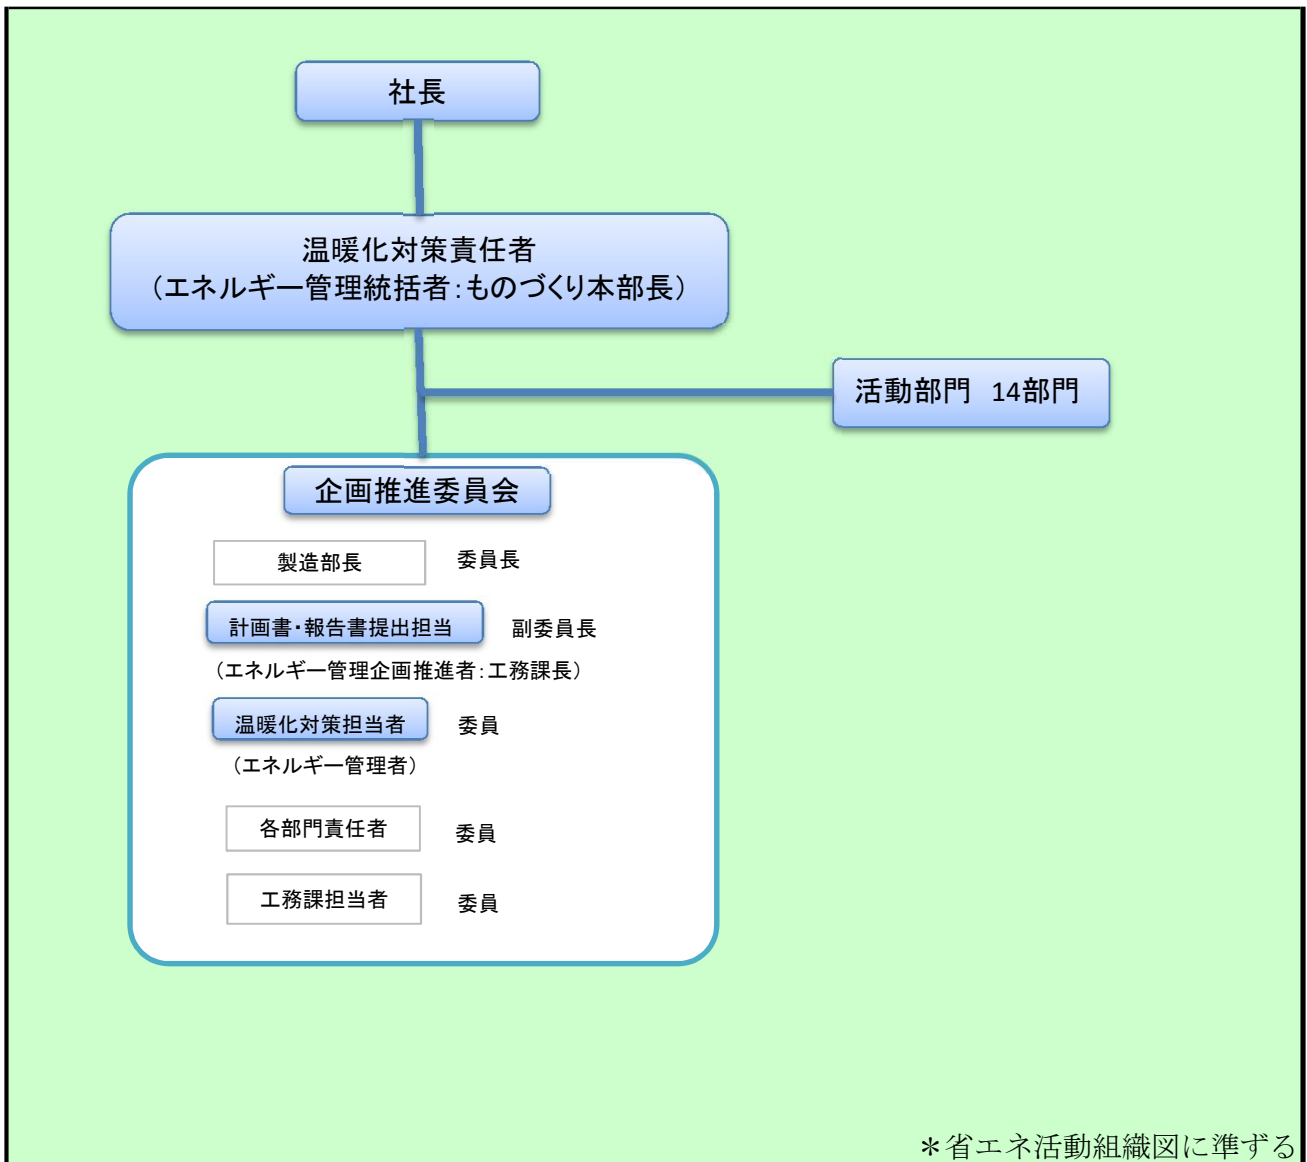 社長
温暖化対策責任者
（エネルギー管理統括者：ものづくり本部長）
活動部門　14部門
企画推進委員会
製造部長　委員長
計画書・報告書提出担当　副委員長
（エネルギー管理企画推進者：工務課長）
温暖化対策担当者　委員
（エネルギー管理者）
各部門責任者　委員
工務課担当者　委員
＊省エネ活動組織図に準ずる